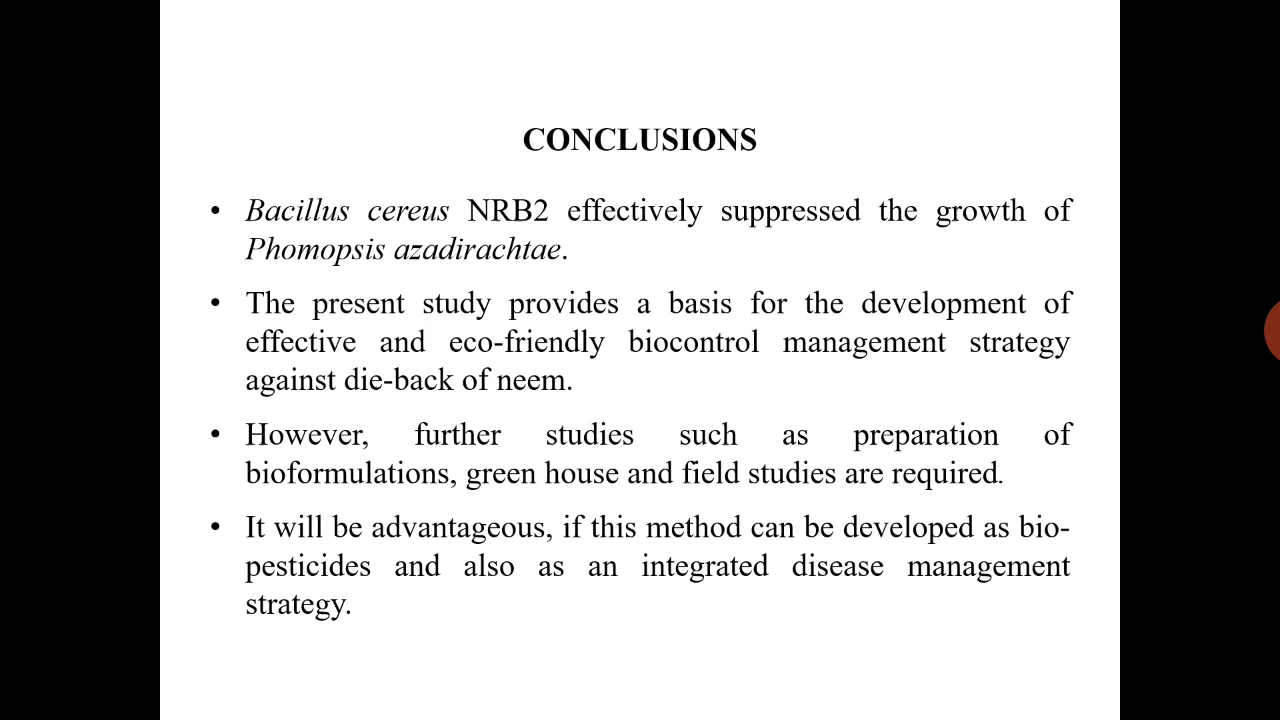 CONCLUSIONS
• Bacillus cereus NRB2 effectively suppressed the growth of
Phomopsis azadirachtae.
• The present study provides a basis for the development of
effective and eco-friendly biocontrol management strategy
against die-back of neem.
• However, further studies such as preparation of
bioformulations, green house and field studies are required.
• It will be advantageous, if this method can be developed as bio-
pesticides and also as an integrated disease management
strategy.